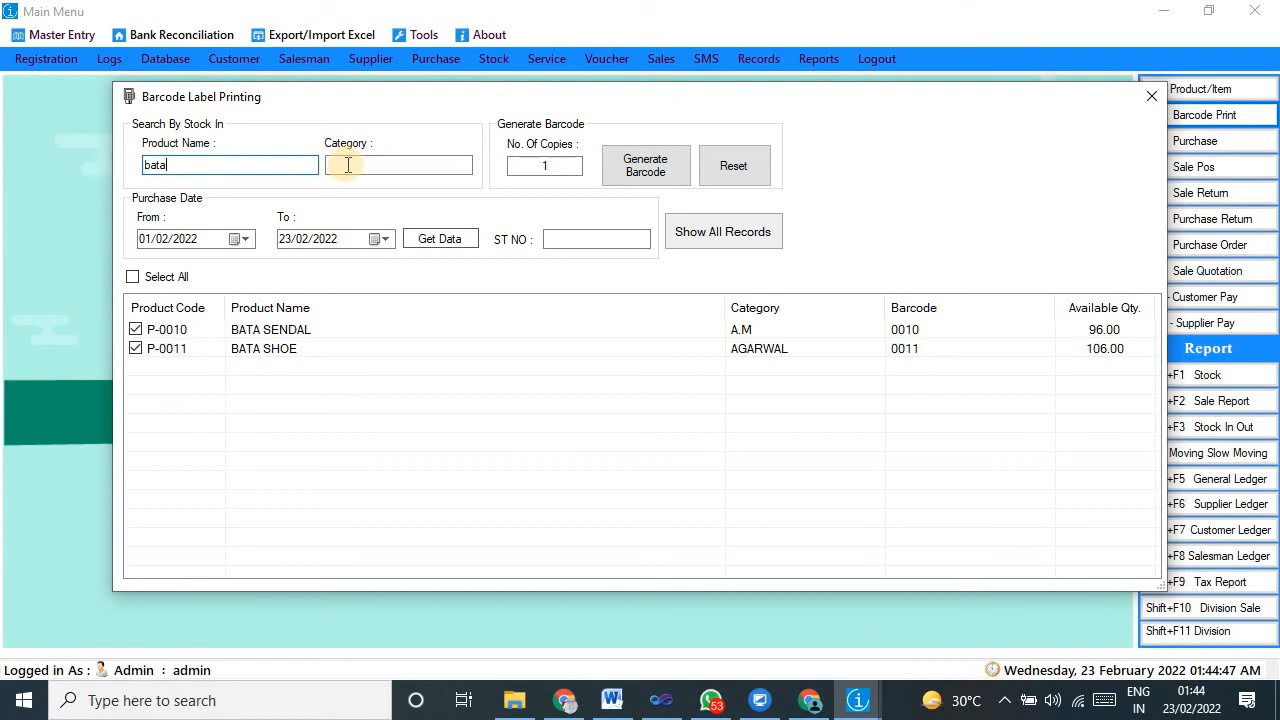 Main Menu
Master Entry Bank Reconciliation Export/Import Excel Tools About
Registration Logs Database Customer Salesman Supplier Purchase Stock Service Voucher Sales SMS Records Reports Logout
Barcode Label Printing
Search By Stock In
Product Name :
Category :
bata
Generate Barcode
No. Of Copies :
1
Generate
Barcode
Reset
Purchase Date
From :
To :
01/02/2022
23/02/2022
Get Data
ST NO :
Show All Records
Select All
Product Code Product Name Category Barcode Available Qty.
P-0010 BATA SENDAL A.M 0010 96.00
P-0011 BATA SHOE AGARWAL 0011 106.00
Product/Item
Barcode Print
Purchase
Sale Pos
Sale Return
Purchase Return
Purchase Order
Sale Quotation
- Customer Pay
- Supplier Pay
Report
+F1 Stock
+F2 Sale Report
+F3 Stock In Out
Moving Slow Moving
+F5 General Ledger
+F6 Supplier Ledger
+F7 Customer Ledger
+F8 Salesman Ledger
+F9 Tax Report
Shift+F10 Division Sale
Shift+F11 Division
Logged in As : Admin : admin
Wednesday, 23 February 2022 01:44:47 AM
Type here to search
53
30°C
ENG
IN
01:44
23/02/2022